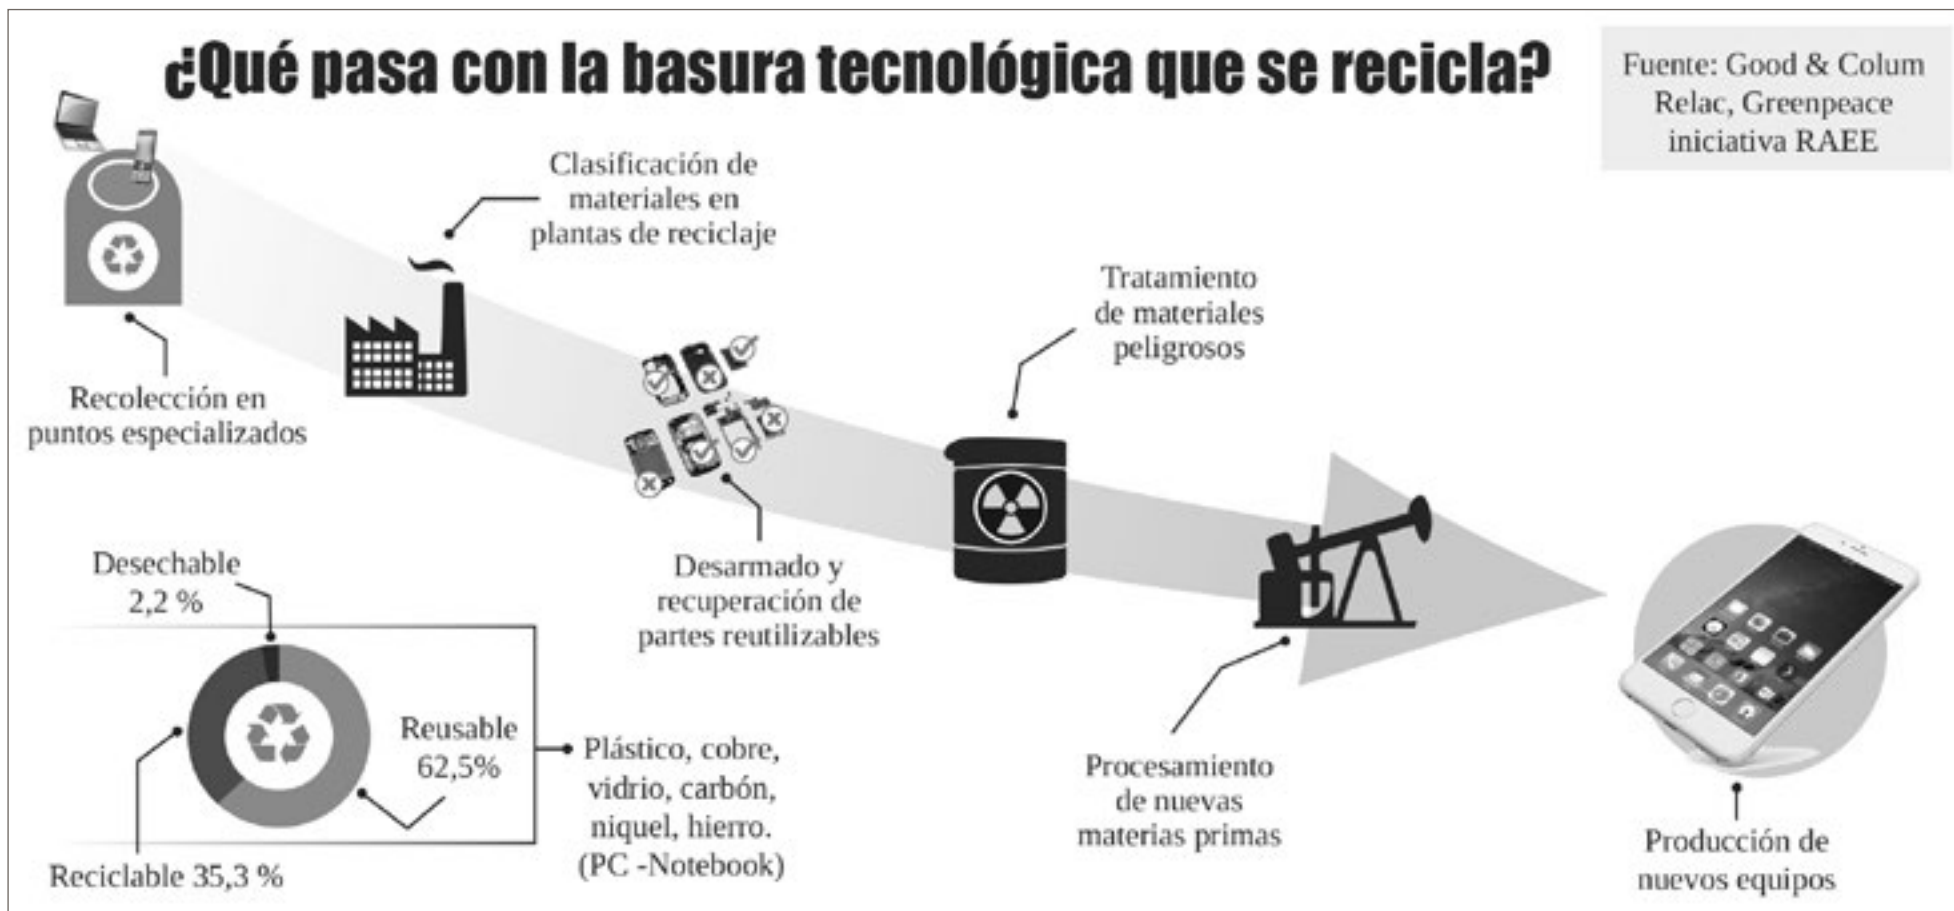 ¿Qué pasa con la basura tecnológica que se recicla?
Fuente: Good & Colum
Relac, Greenpeace
iniciativa RAEE
Recolección en
puntos especializados
Clasificación de
materiales en
plantas de reciclaje
Desarmado y
recuperación de
partes reutilizables
Tratamiento
de materiales
peligrosos
Procesamiento
de nuevas
materias primas
Producción de
nuevos equipos
Desechable
2,2 %
Reusable
62,5%
Reciclable 35,3 %
Plástico, cobre,
vidrio, carbón,
niquel, hierro.
(PC -Notebook)